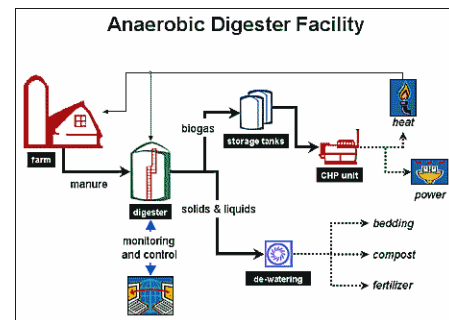 Anaerobic Digester Facility
biogas
storage tanks
heat
farm
CHP unit
manure
power
digester
solids & liquids
monitoring
and control
bedding
de-watering
compost
fertilizer